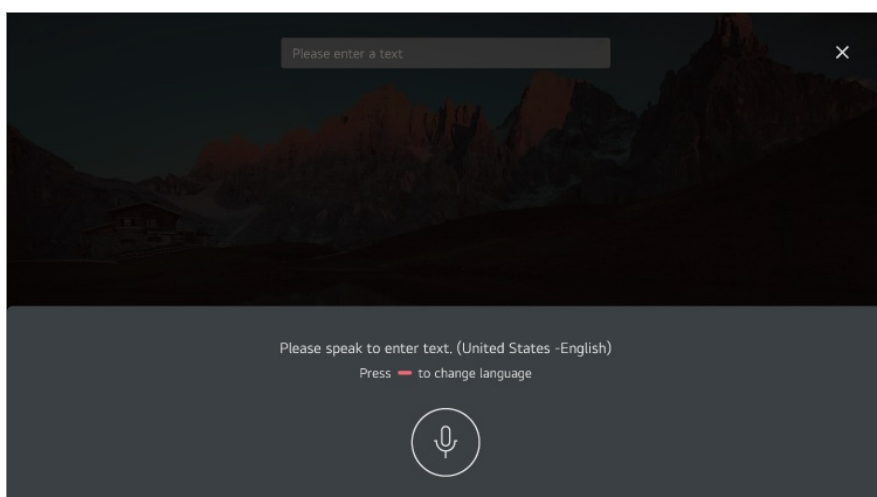 Please enter a text
Please speak to enter text. (United States -English)
Press to change language